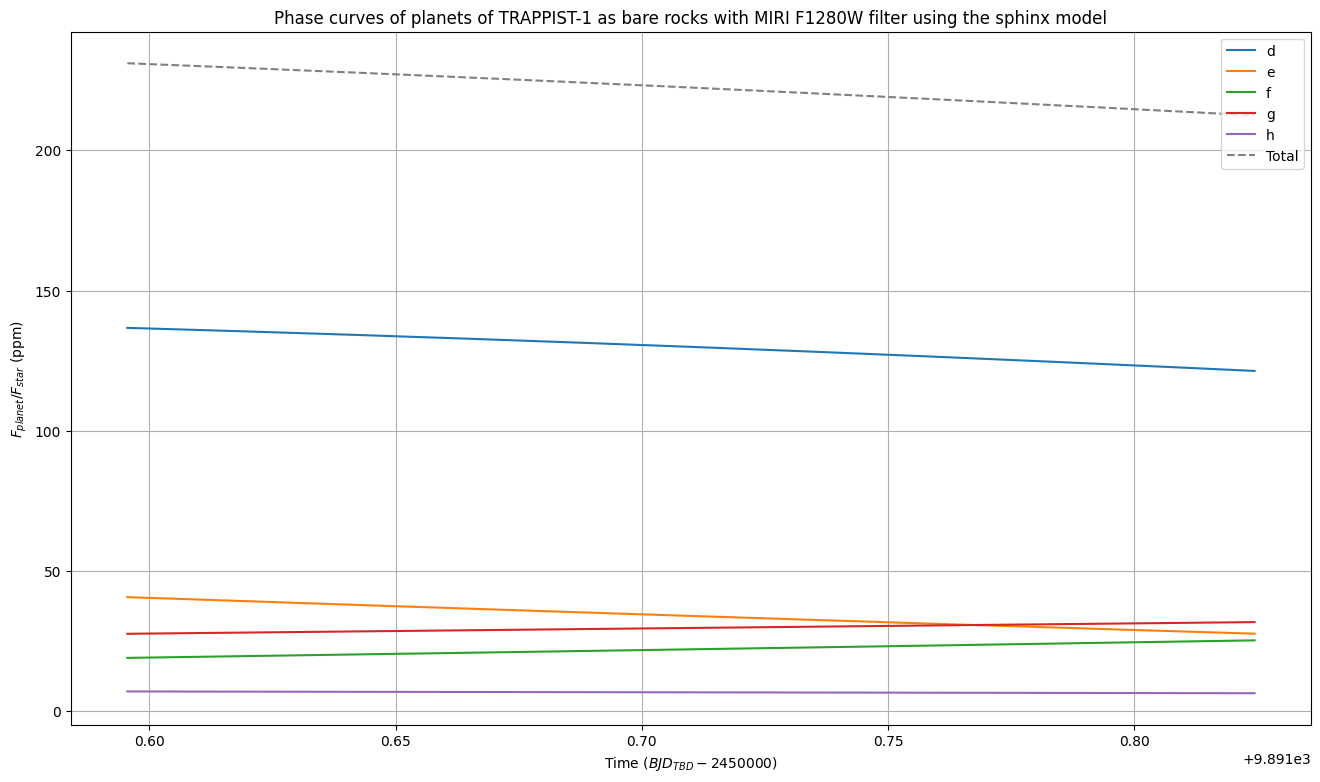 Phase curves of planets of TRAPPIST-1 as bare rocks with MIRI F1280W filter using the sphinx model
d
e
f
g
h
Total
F_planet/F_star (ppm)
200
150
100
50
0
0.60 0.65 0.70 0.75 0.80
+9.891e3
Time (BJD_TBD − 2450000)